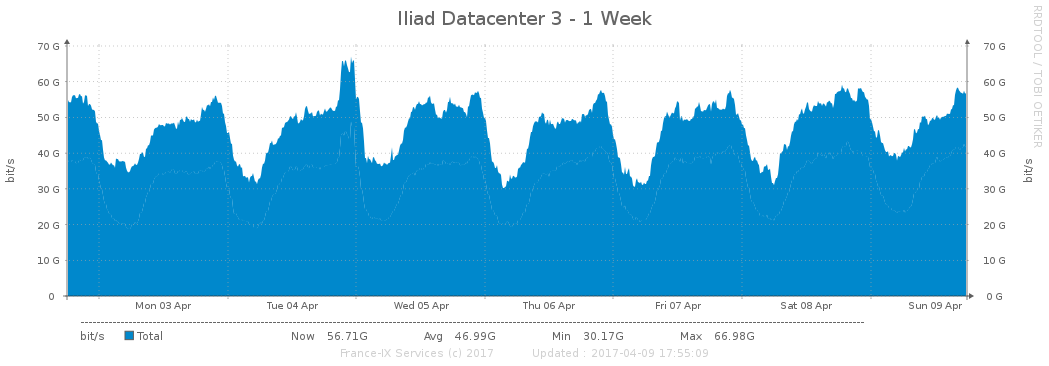 Iliad Datacenter 3 - 1 Week
RRDTOOL / TOBI OETIKER
bit/s
bit/s
70 G 70 G
60 G 60 G
50 G 50 G
40 G 40 G
30 G 30 G
20 G 20 G
10 G 10 G
0 0 G
Mon 03 Apr Tue 04 Apr Wed 05 Apr Thu 06 Apr Fri 07 Apr Sat 08 Apr Sun 09 Apr
bit/s Total Now 56.71G Avg 46.99G Min 30.17G Max 66.98G
France-IX Services (c) 2017 Updated : 2017-04-09 17:55:09